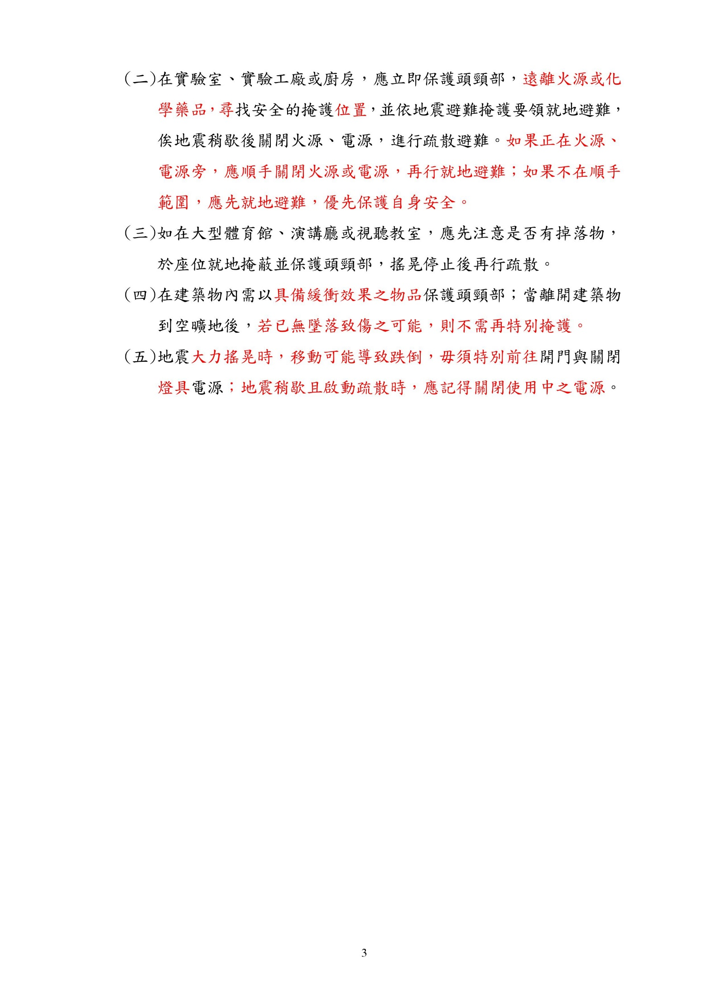 (二)在實驗室、實驗工廠或廚房，應立即保護頭頸部，遠離火源或化
學藥品，尋找安全的掩護位置，並依地震避難掩護要領就地避難，
俟地震稍歇後關閉火源、電源，進行疏散避難。如果正在火源、
電源旁，應順手關閉火源或電源，再行就地避難；如果不在順手
範圍，應先就地避難，優先保護自身安全。
(三)如在大型體育館、演講廳或視聽教室，應先注意是否有掉落物，
於座位就地掩蔽並保護頭頸部，搖晃停止後再行疏散。
(四)在建築物內需以具備緩衝效果之物品保護頭頸部；當離開建築物
到空曠地後，若已無墜落致傷之可能，則不需再特別掩護。
(五)地震大力搖晃時，移動可能導致跌倒，毋須特別前往開門與關閉
燈具電源；地震稍歇且啟動疏散時，應記得關閉使用中之電源。
3